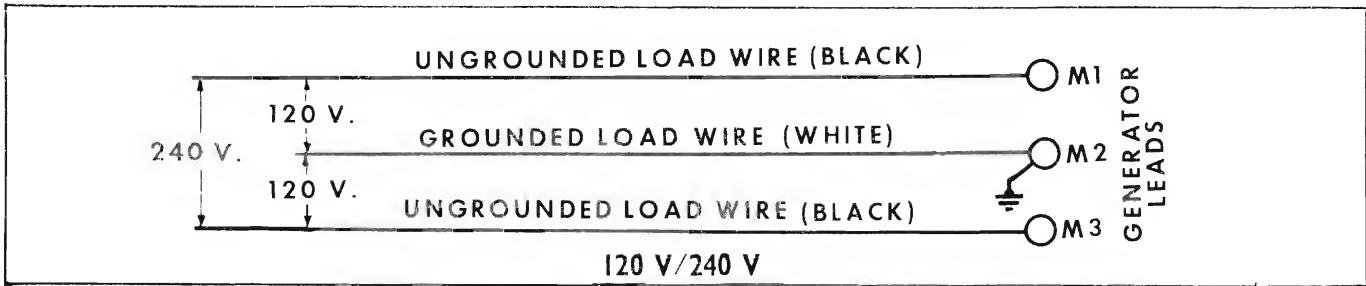 UNGROUNDED LOAD WIRE (BLACK)
M1
120 V.
GROUNDED LOAD WIRE (WHITE)
M2
240 V.
120 V.
UNGROUNDED LOAD WIRE (BLACK)
M3
GENERATOR
LEADS
120 V/240 V